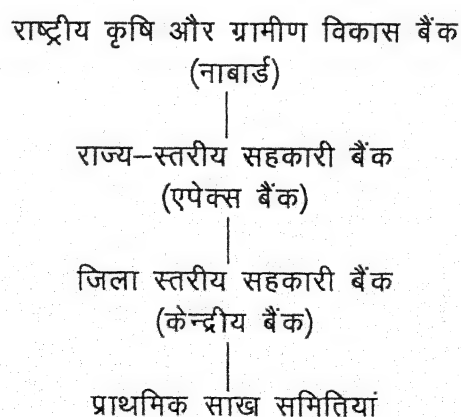 राष्ट्रीय कृषि और ग्रामीण विकास बैंक
(नाबार्ड)
राज्य–स्तरीय सहकारी बैंक
(एपेक्स बैंक)
जिला स्तरीय सहकारी बैंक
(केन्द्रीय बैंक)
प्राथमिक साख समितियां